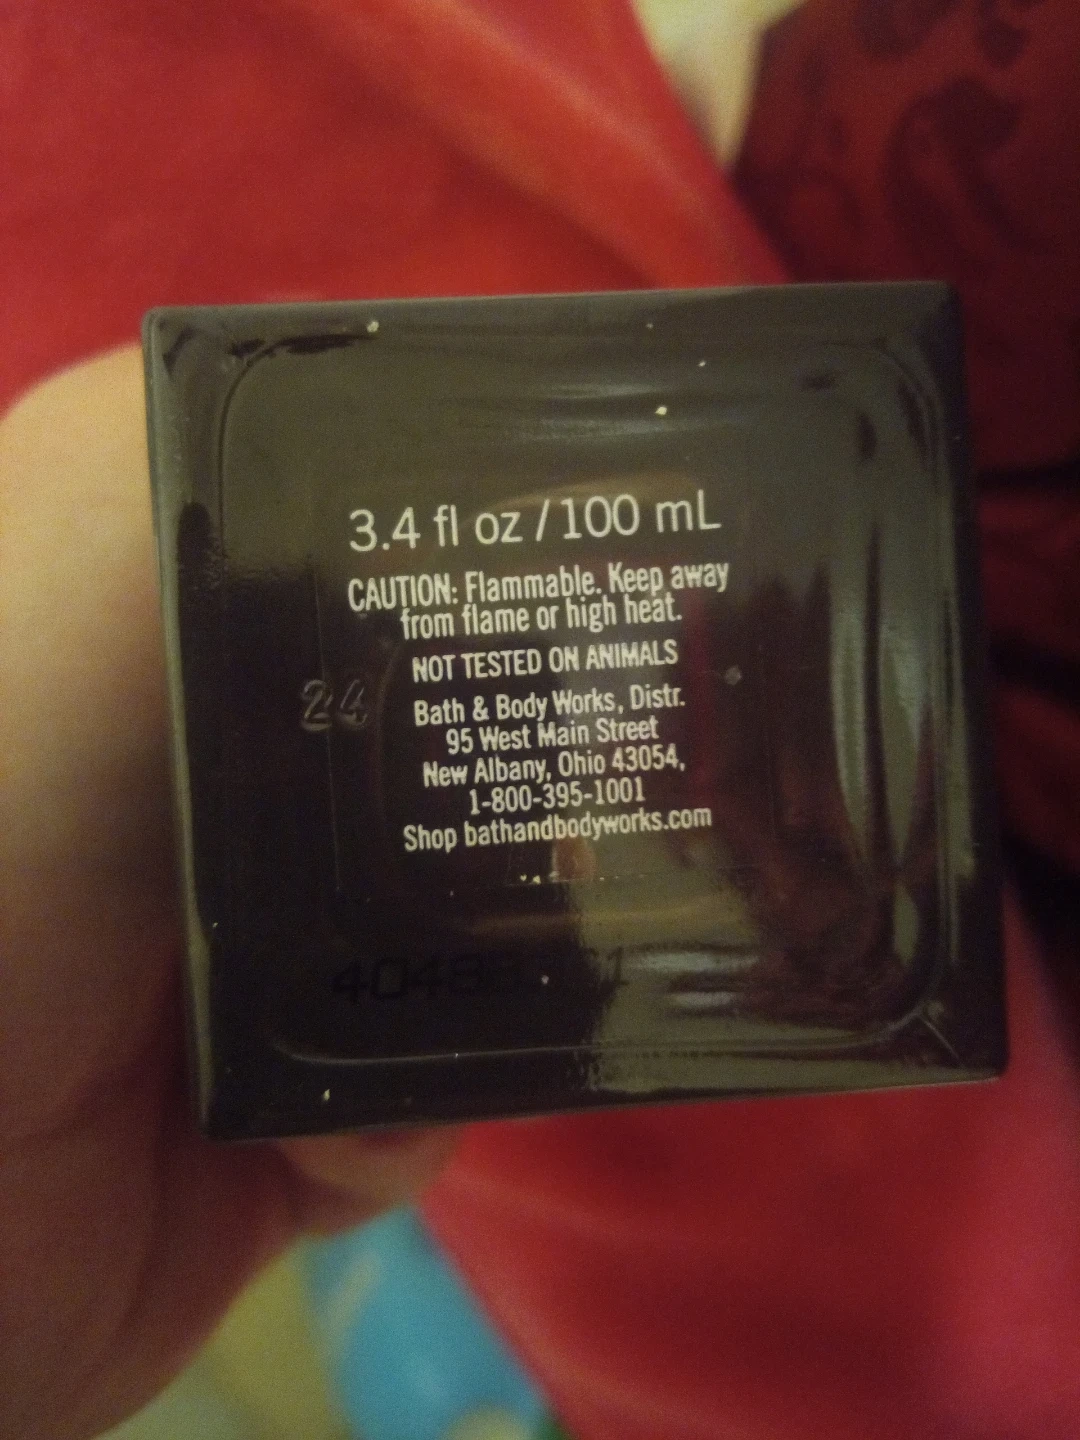 3.4 fl oz / 100 mL
CAUTION: Flammable. Keep away
from flame or high heat.
NOT TESTED ON ANIMALS
24
Bath & Body Works, Distr.
95 West Main Street
New Albany, Ohio 43054,
1-800-395-1001
Shop bathandbodyworks.com